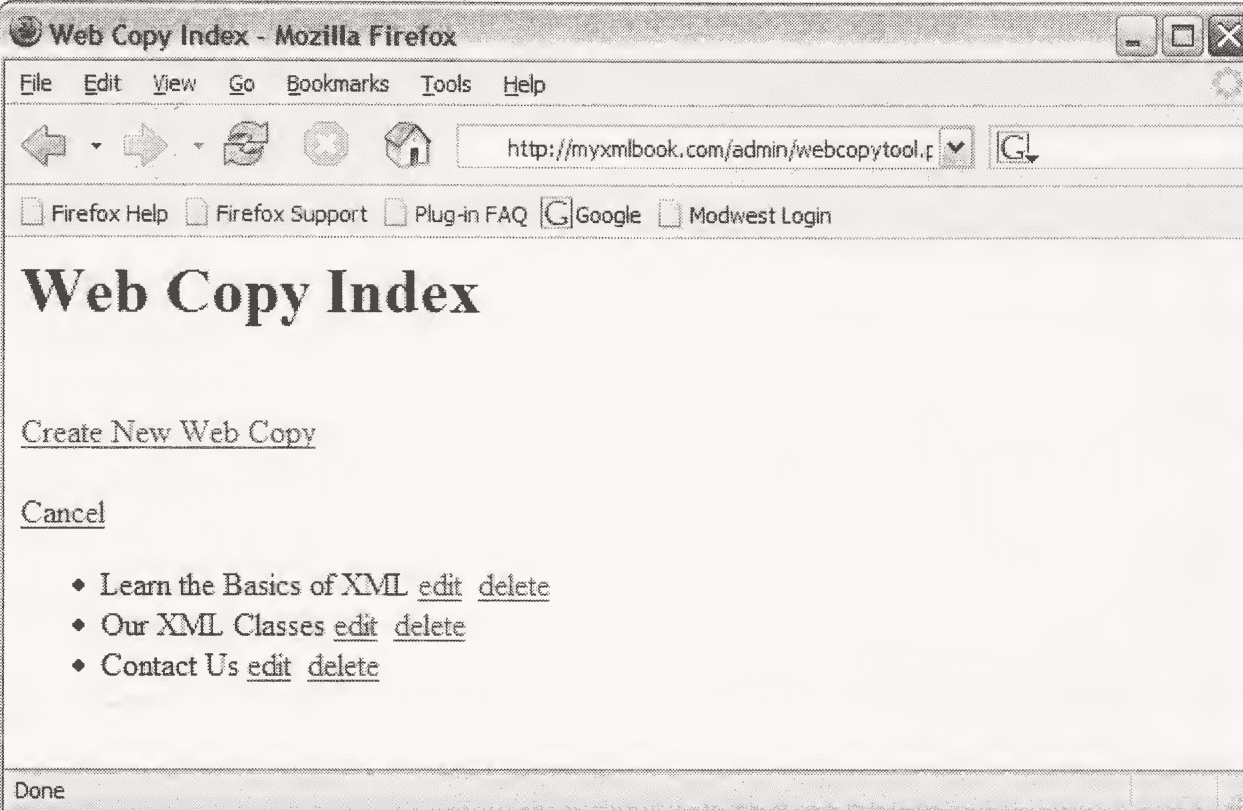 Web Copy Index - Mozilla Firefox
File Edit View Go Bookmarks Tools Help
http://myxmlbook.com/admin/webcopytool.p G
Firefox Help Firefox Support Plug-in FAQ G Google Modwest Login
Web Copy Index
Create New Web Copy
Cancel
• Learn the Basics of XML edit delete
• Our XML Classes edit delete
• Contact Us edit delete
Done